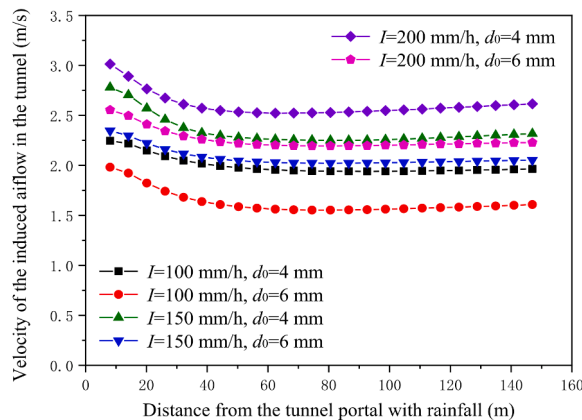 Velocity of the induced aiflow in the tunnel (m/s)
3.5
3.0
2.5
2.0
1.5
1.0
0.5
0.0
I=200 mm/h, d0=4 mm
I=200 mm/h, d0=6 mm
I=100 mm/h, d0=4 mm
I=100 mm/h, d0=6 mm
I=150 mm/h, d0=4 mm
I=150 mm/h, d0=6 mm
0 20 40 60 80 100 120 140 160
Distance from the tunnel portal with rainfall (m)